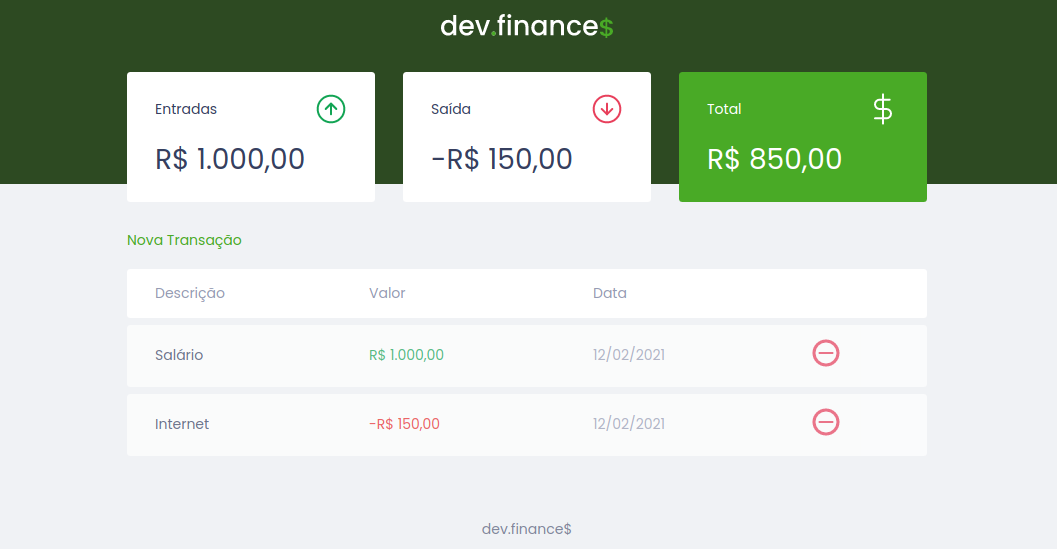 dev.finance$
Entradas
R$ 1.000,00
Saída
-R$ 150,00
Total
R$ 850,00
Nova Transação
Descrição Valor Data
Salário R$ 1.000,00 12/02/2021
Internet -R$ 150,00 12/02/2021
dev.finance$